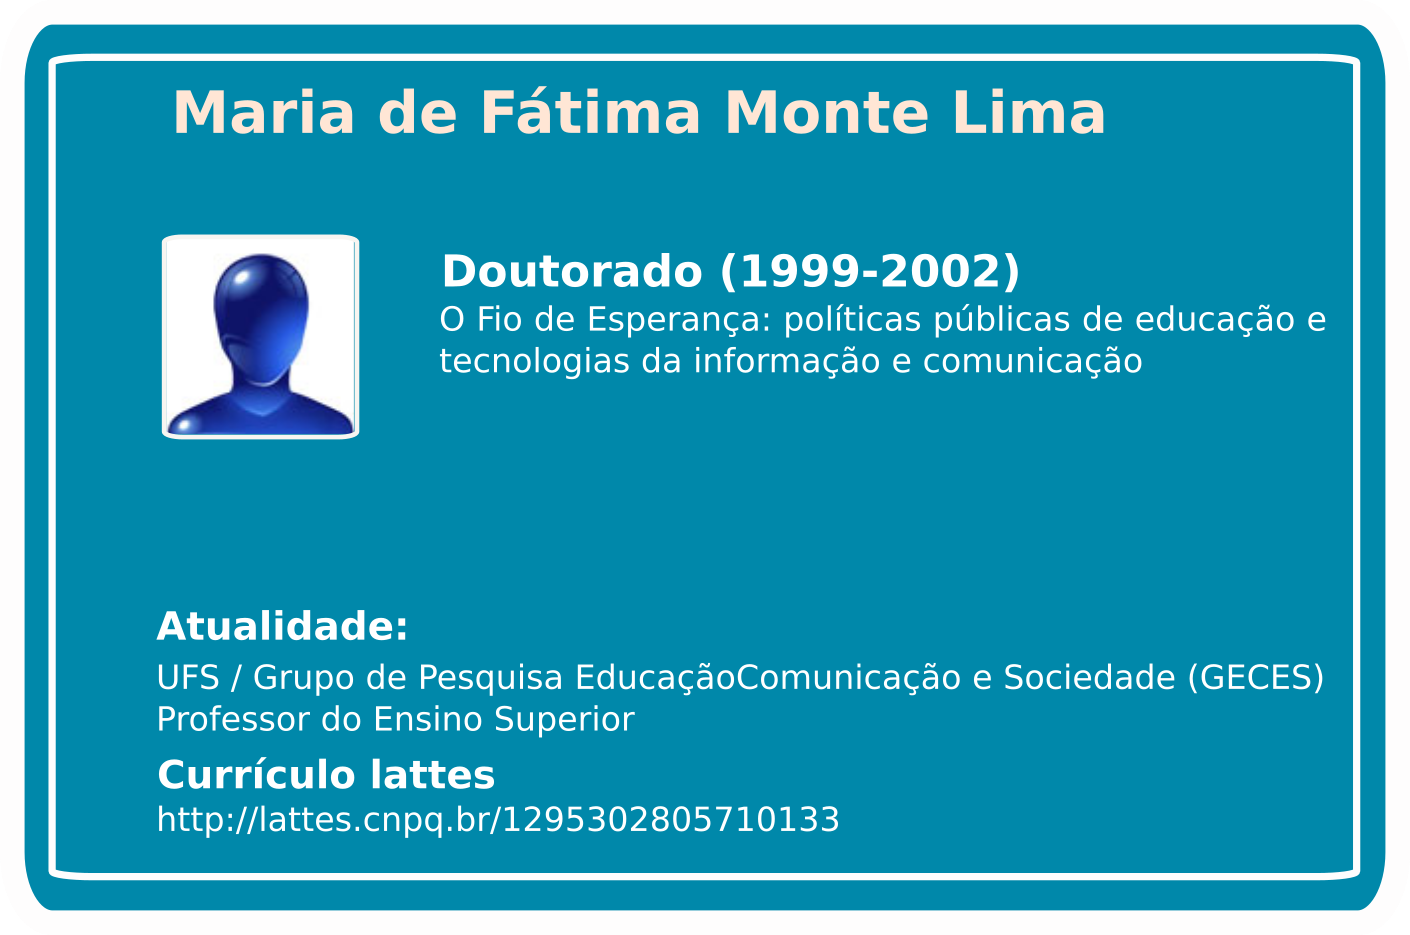 Maria de Fátima Monte Lima
Doutorado (1999-2002)
O Fio de Esperança: políticas públicas de educação e
tecnologias da informação e comunicação
Atualidade:
UFS / Grupo de Pesquisa EducaçãoComunicação e Sociedade (GECES)
Professor do Ensino Superior
Currículo lattes
http://lattes.cnpq.br/1295302805710133